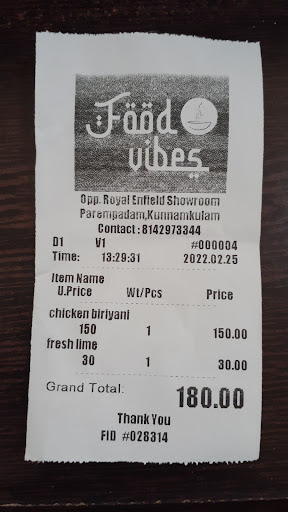 Food
vibes
Opp. Royal Enfield Showroom
Parempadam,Kunnamkulam
Contact : 8142973344
D1 V1 #000004
Time: 13:29:31 2022.02.25
Item Name
U.Price Wt/Pcs Price
chicken biriyani
150 1 150.00
fresh lime
30 1 30.00
Grand Total: 180.00
Thank You
FID #028314